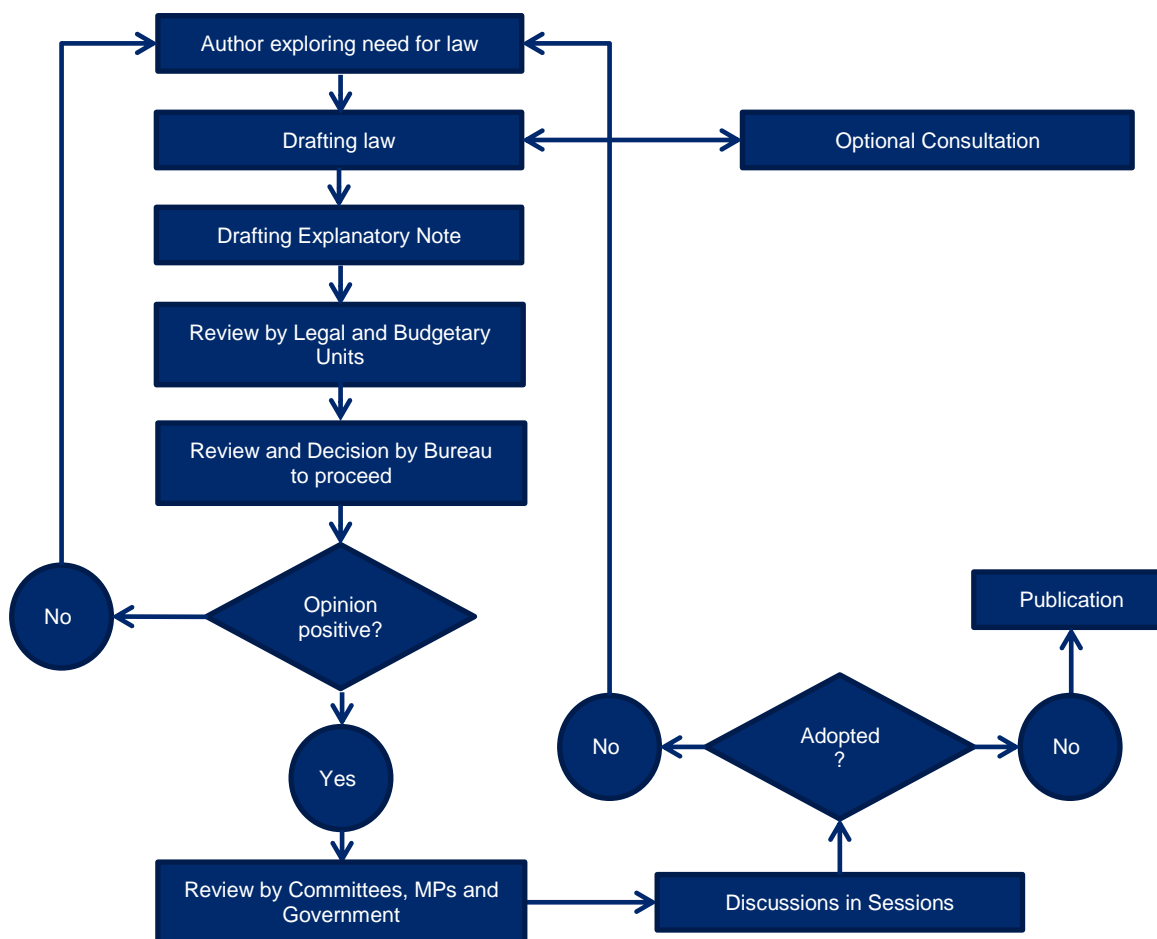 Author exploring need for law
Drafting law
Optional Consultation
Drafting Explanatory Note
Review by Legal and Budgetary
Units
Review and Decision by Bureau
to proceed
Opinion
positive?
No
Yes
Review by Committees, MPs and
Government
Discussions in Sessions
Adopted
?
No
No
Publication